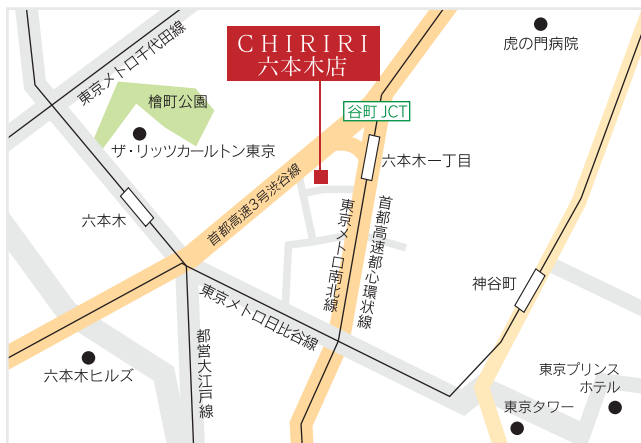 CHIRIRI
六本木店
虎の門病院
東京メトロ千代田線
檜町公園
谷町JCT
ザ・リッツカールトン東京
六本木一丁目
首都高速3号渋谷線
六本木
東京メトロ南北線
首都高速都心環状線
神谷町
東京メトロ日比谷線
都営大江戸線
六本木ヒルズ
東京プリンス
ホテル
東京タワー